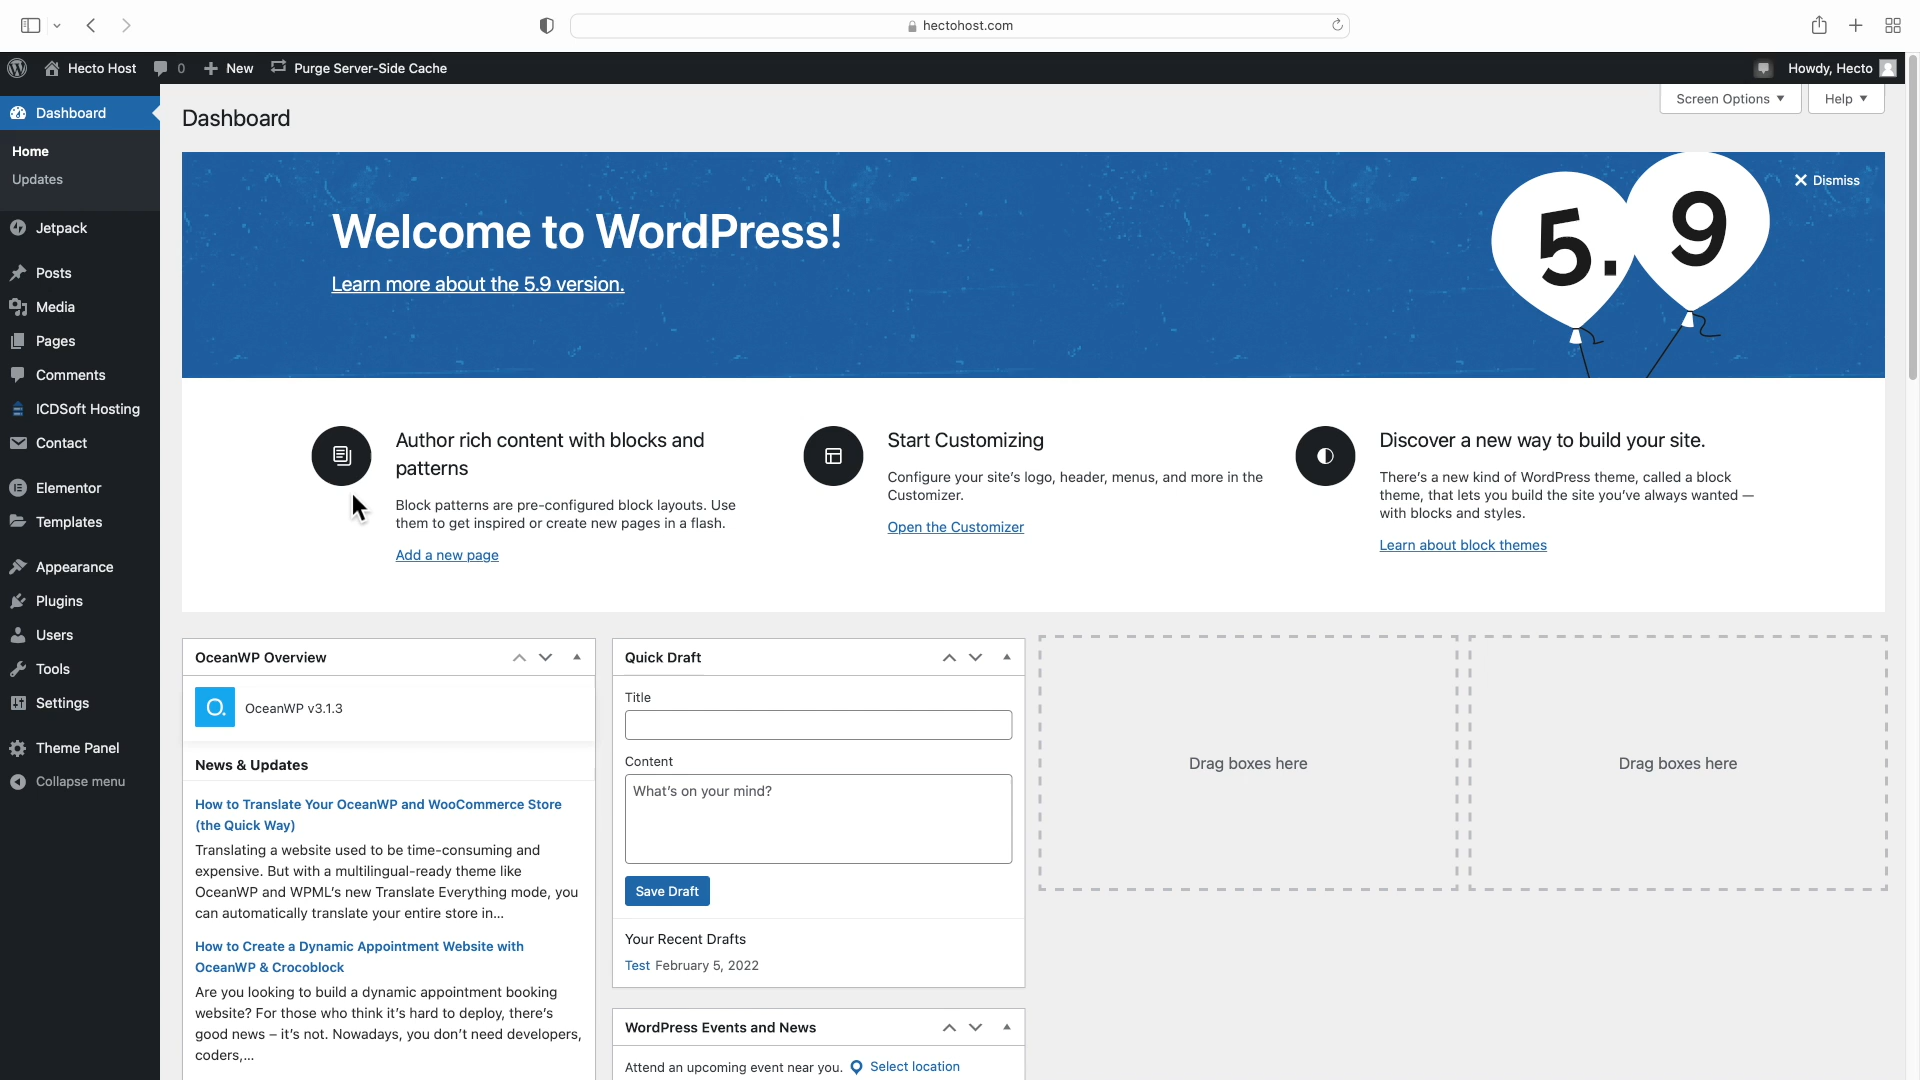 hectohost.com
Hecto Host
0
New
Purge Server-Side Cache
Howdy, Hecto
Dashboard
Home
Updates
Jetpack
Posts
Media
Pages
Comments
ICDSoft Hosting
Contact
Elementor
Templates
Appearance
Plugins
Users
Tools
Settings
Theme Panel
Collapse menu
Dashboard
Screen Options
Help
Welcome to WordPress!
Learn more about the 5.9 version.
5.9
Dismiss
Author rich content with blocks and
patterns
Block patterns are pre-configured block layouts. Use
them to get inspired or create new pages in a flash.
Add a new page
Start Customizing
Configure your site's logo, header, menus, and more in the
Customizer.
Open the Customizer
Discover a new way to build your site.
There's a new kind of WordPress theme, called a block
theme, that lets you build the site you've always wanted —
with blocks and styles.
Learn about block themes
OceanWP Overview
O.
OceanWP v3.1.3
News & Updates
How to Translate Your OceanWP and WooCommerce Store
(the Quick Way)
Translating a website used to be time-consuming and
expensive. But with a multilingual-ready theme like
OceanWP and WPML's new Translate Everything mode, you
can automatically translate your entire store in...
How to Create a Dynamic Appointment Website with
OceanWP & Crocoblock
Are you looking to build a dynamic appointment booking
website? For those who think it's hard to deploy, there's
good news – it's not. Nowadays, you don't need developers,
coders,...
Quick Draft
Title
Content
What's on your mind?
Save Draft
Your Recent Drafts
Test February 5, 2022
WordPress Events and News
Attend an upcoming event near you. Select location
Drag boxes here
Drag boxes here